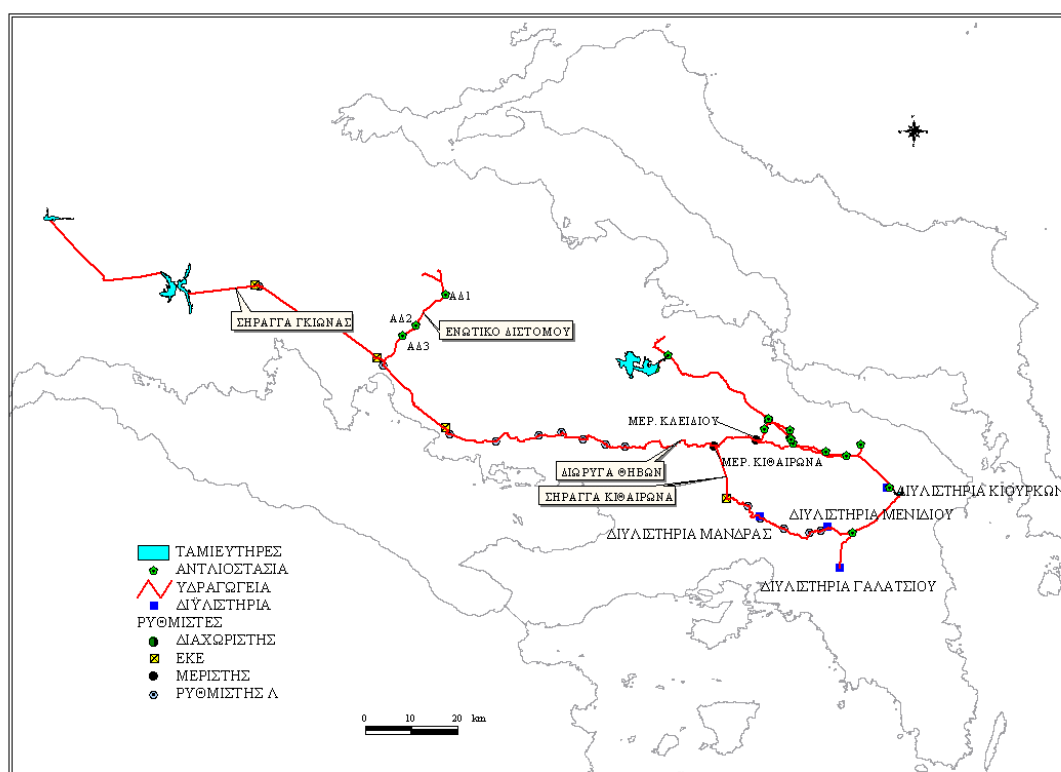 ΑΔ1
ΣΗΡΑΓΓΑ ΓΚΙΩΝΑΣ
ΑΔ2
ΕΝΩΤΙΚΟ ΔΙΣΤΟΜΟΥ
ΑΔ3
ΜΕΡ. ΚΛΕΙΔΙΟΥ
ΜΕΡ. ΚΙΘΑΙΡΩΝΑ
ΔΙΩΡΥΓΑ ΘΗΒΩΝ
ΣΗΡΑΓΓΑ ΚΙΘΑΙΡΩΝΑ
ΔΙΥΛΙΣΤΗΡΙΑ ΚΙΟΥΡΚΩΝ
ΔΙΥΛΙΣΤΗΡΙΑ ΜΕΝΙΔΙΟΥ
ΔΙΥΛΙΣΤΗΡΙΑ ΜΑΝΔΡΑΣ
ΔΙΥΛΙΣΤΗΡΙΑ ΓΑΛΑΤΣΙΟΥ
ΤΑΜΙΕΥΤΗΡΕΣ
ΑΝΤΛΙΟΣΤΑΣΙΑ
ΥΔΡΑΓΩΓΕΙΑ
ΔΙΫΛΙΣΤΗΡΙΑ
ΡΥΘΜΙΣΤΕΣ
ΔΙΑΧΩΡΙΣΤΗΣ
ΕΚΕ
ΜΕΡΙΣΤΗΣ
ΡΥΘΜΙΣΤΗΣ Λ
0 10 20 km